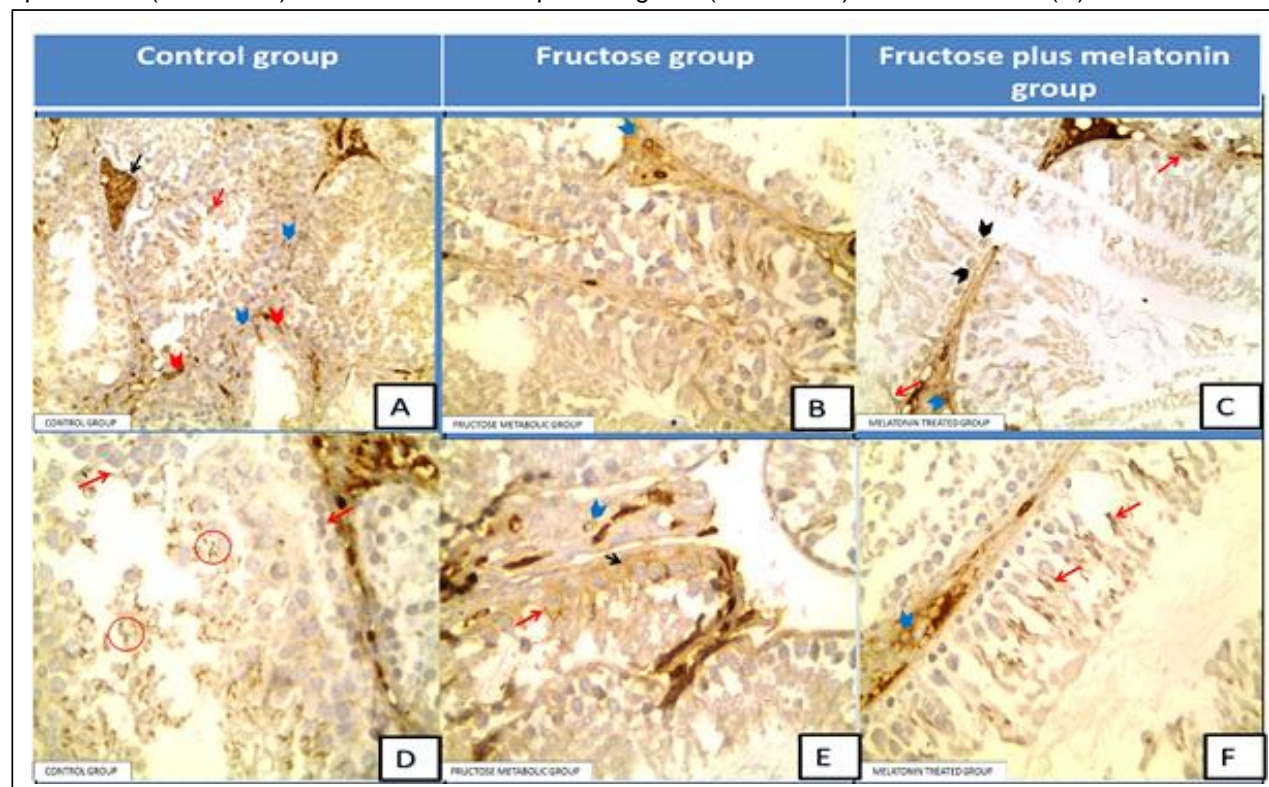 Control group
Fructose group
Fructose plus melatonin
group
A
CONTROL GROUP
B
FRUCTOSE METABOLIC GROUP
C
MELATONIN TREATED GROUP
D
CONTROL GROUP
E
FRUCTOSE METABOLIC GROUP
F
MELATONIN TREATED GROUP